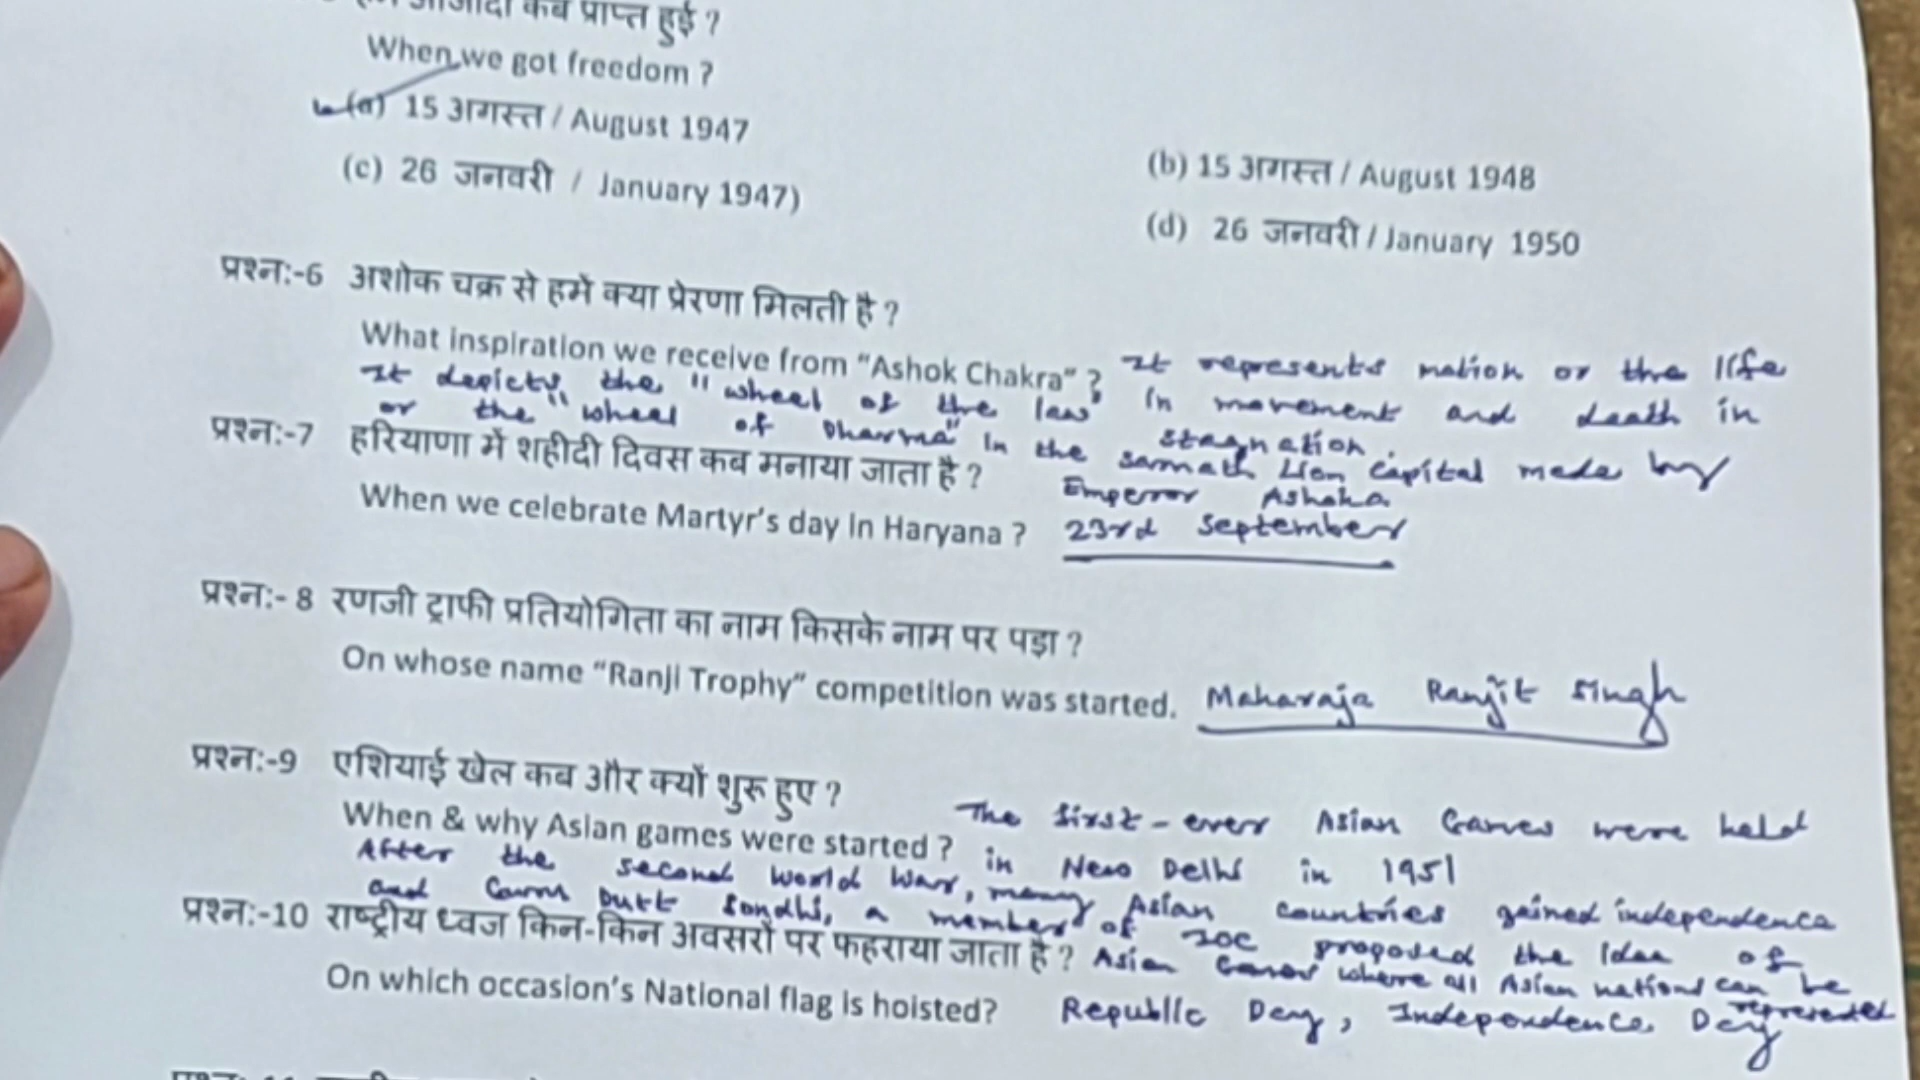 आजादी कब प्राप्त हुई ?
When we got freedom ?
(a) 15 अगस्त / August 1947
(b) 15 अगस्त / August 1948
(c) 26 जनवरी / January 1947)
(d) 26 जनवरी / January 1950
प्रश्न:-6 अशोक चक्र से हमें क्या प्रेरणा मिलती है ?
What inspiration we receive from "Ashok Chakra" ? It represents motion or the life
It depicts the "wheel of the law" in movement and death in
or the "wheel of Dharma" in the stagnation.
sarnath Lion Capital made by
Emperor Ashoka
प्रश्न:-7 हरियाणा में शहीदी दिवस कब मनाया जाता है ?
When we celebrate Martyr's day in Haryana ? 23rd September
प्रश्न:- 8 रणजी ट्राफी प्रतियोगिता का नाम किसके नाम पर पड़ा ?
On whose name "Ranji Trophy" competition was started. Maharaja Ranjit Singh
प्रश्न:-9 एशियाई खेल कब और क्यों शुरू हुए ?
When & why Asian games were started ? The first-ever Asian Games were held
in New Delhi in 1951
After the second World War, many Asian countries gained independence
and Guru Dutt Sondhi, a member of IOC proposed the idea of
Asian Games where all Asian nations can be
represented
प्रश्न:-10 राष्ट्रीय ध्वज किन-किन अवसरों पर फहराया जाता है ?
On which occasion's National flag is hoisted? Republic Day, Independence Day